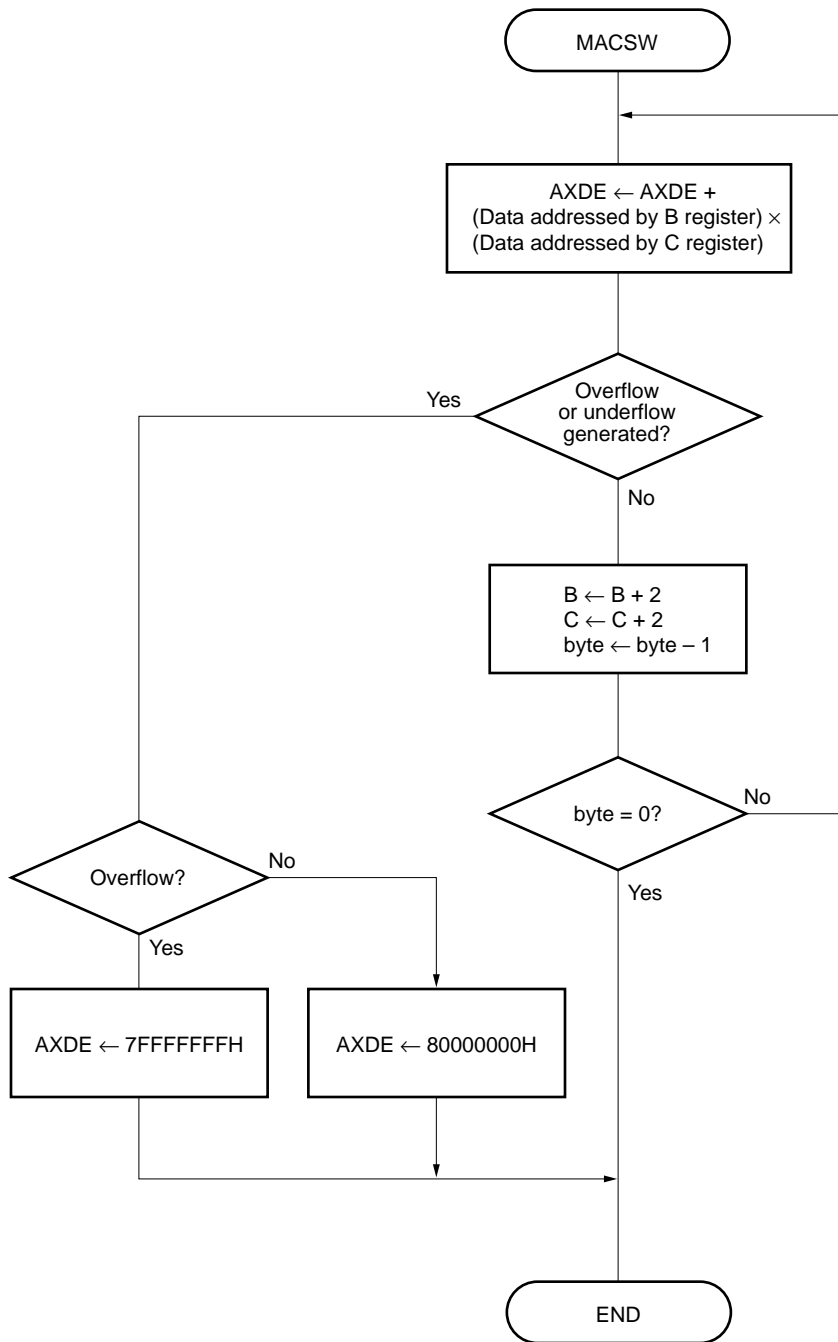 MACSW
AXDE ← AXDE +
(Data addressed by B register) ×
(Data addressed by C register)
Yes
Overflow
or underflow
generated?
No
B ← B + 2
C ← C + 2
byte ← byte – 1
byte = 0?
No
Yes
Overflow?
No
Yes
AXDE ← 7FFFFFFFH
AXDE ← 80000000H
END